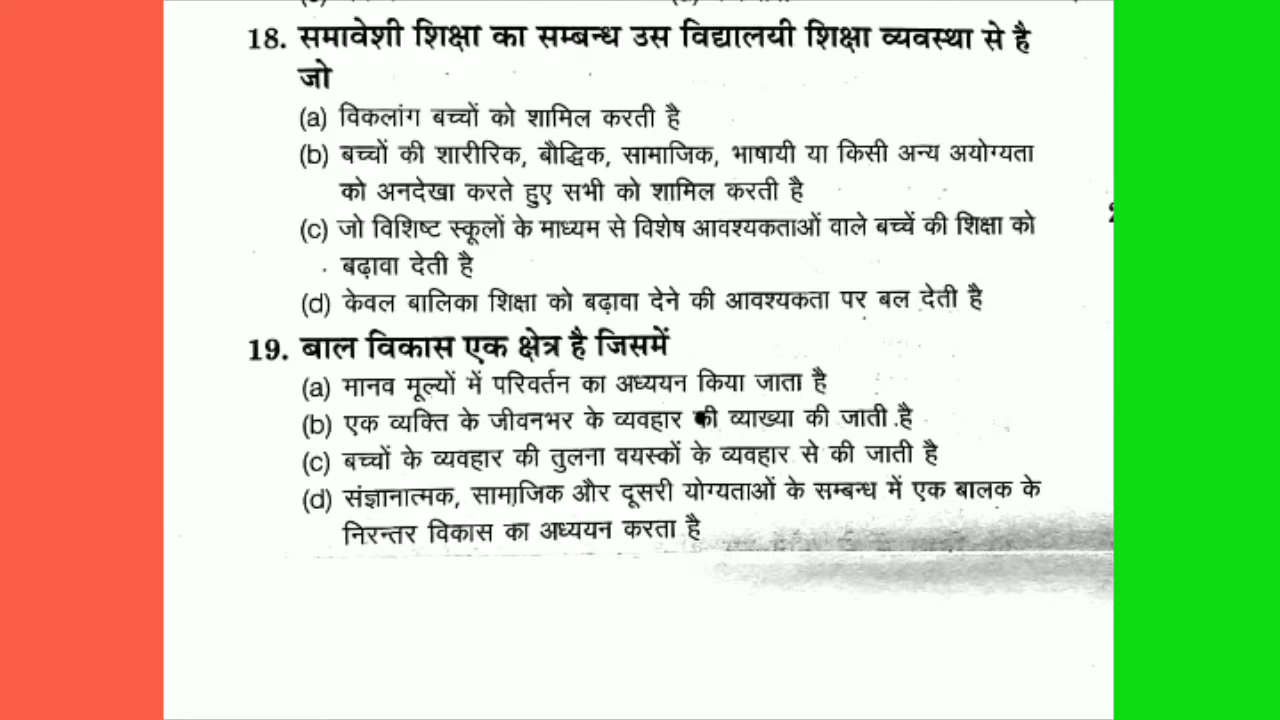 18. समावेशी शिक्षा का सम्बन्ध उस विद्यालयी शिक्षा व्यवस्था से है
जो
(a) विकलांग बच्चों को शामिल करती है
(b) बच्चों की शारीरिक, बौद्धिक, सामाजिक, भाषायी या किसी अन्य अयोग्यता
को अनदेखा करते हुए सभी को शामिल करती है
(c) जो विशिष्ट स्कूलों के माध्यम से विशेष आवश्यकताओं वाले बच्चें की शिक्षा को
बढ़ावा देती है
(d) केवल बालिका शिक्षा को बढ़ावा देने की आवश्यकता पर बल देती है
19. बाल विकास एक क्षेत्र है जिसमें
(a) मानव मूल्यों में परिवर्तन का अध्ययन किया जाता है
(b) एक व्यक्ति के जीवनभर के व्यवहार की व्याख्या की जाती है
(c) बच्चों के व्यवहार की तुलना वयस्कों के व्यवहार से की जाती है
(d) संज्ञानात्मक, सामाजिक और दूसरी योग्यताओं के सम्बन्ध में एक बालक के
निरन्तर विकास का अध्ययन करता है